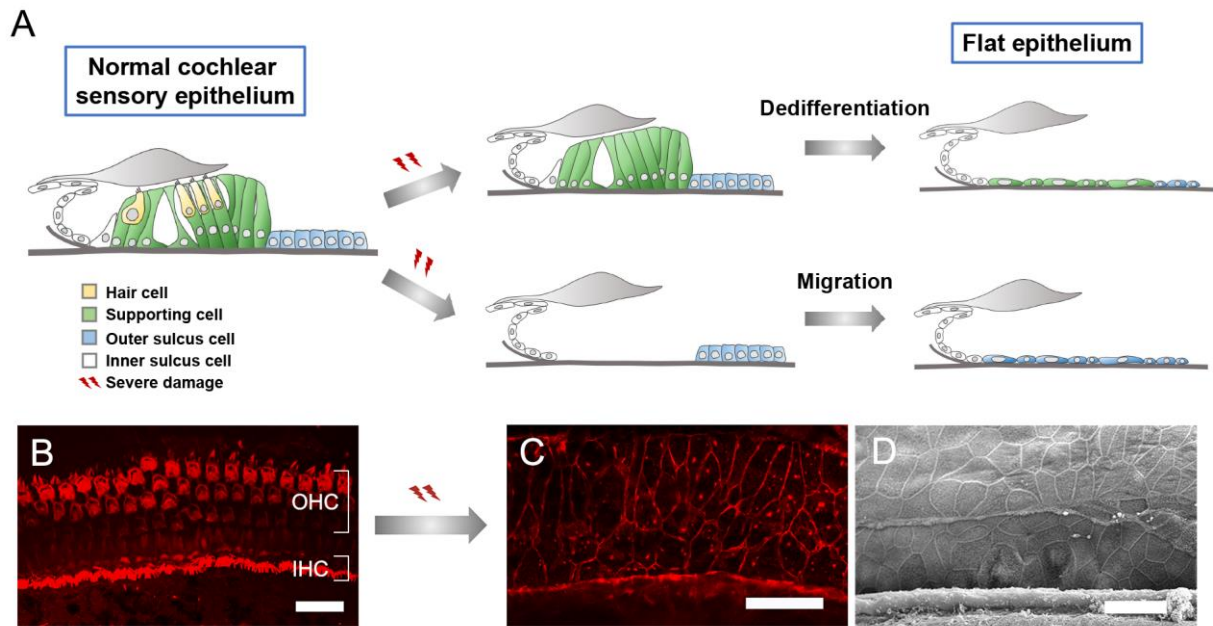 A
Normal cochlear
sensory epithelium
Flat epithelium
Dedifferentiation
Migration
Hair cell
Supporting cell
Outer sulcus cell
Inner sulcus cell
Severe damage
B
OHC
IHC
C
D